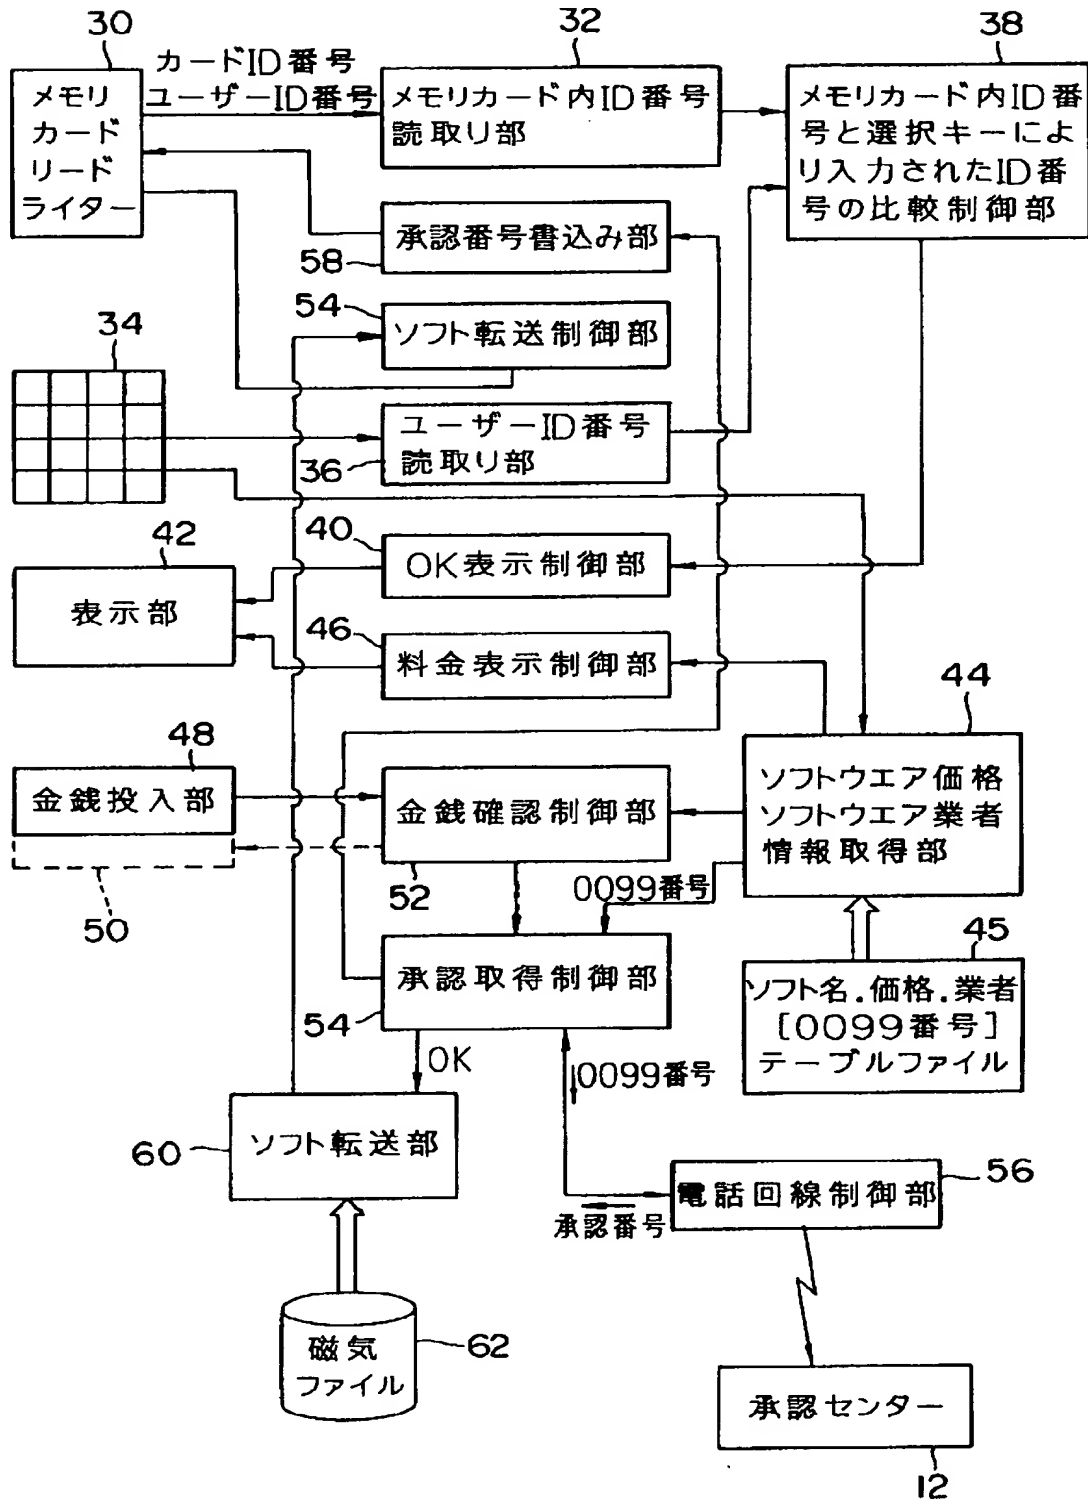 30
32
38
カードID番号
ユーザーID番号
メモリ
カード
リード
ライター
メモリカード内ID番号
読取り部
メモリカード内ID番
号と選択キーによ
り入力されたID番
号の比較制御部
承認番号書込み部
58
54
ソフト転送制御部
34
ユーザーID番号
読取り部
36
40
OK表示制御部
42
表示部
46
料金表示制御部
44
ソフトウエア価格
ソフトウエア業者
情報取得部
48
金銭投入部
50
金銭確認制御部
52
0099番号
45
ソフト名.価格.業者
[0099番号]
テーブルファイル
承認取得制御部
54
OK
0099番号
60
ソフト転送部
56
電話回線制御部
承認番号
磁気
ファイル
62
承認センター
12